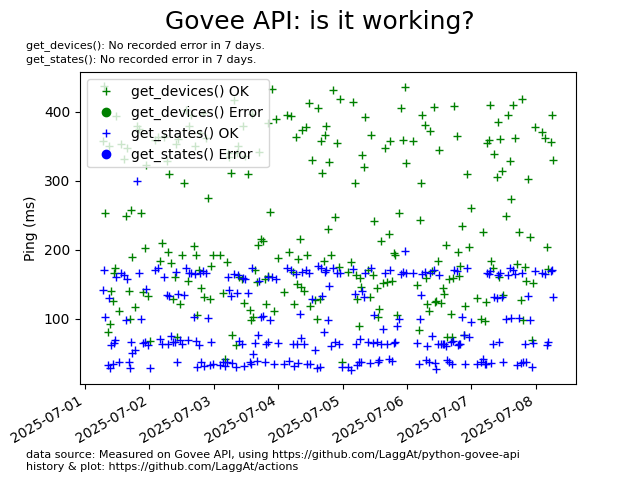 Govee API: is it working?
get_devices(): No recorded error in 7 days.
get_states(): No recorded error in 7 days.
get_devices() OK
get_devices() Error
get_states() OK
get_states() Error
Ping (ms)
400
300
200
100
2025-07-01
2025-07-02
2025-07-03
2025-07-04
2025-07-05
2025-07-06
2025-07-07
2025-07-08
data source: Measured on Govee API, using https://github.com/LaggAt/python-govee-api
history & plot: https://github.com/LaggAt/actions